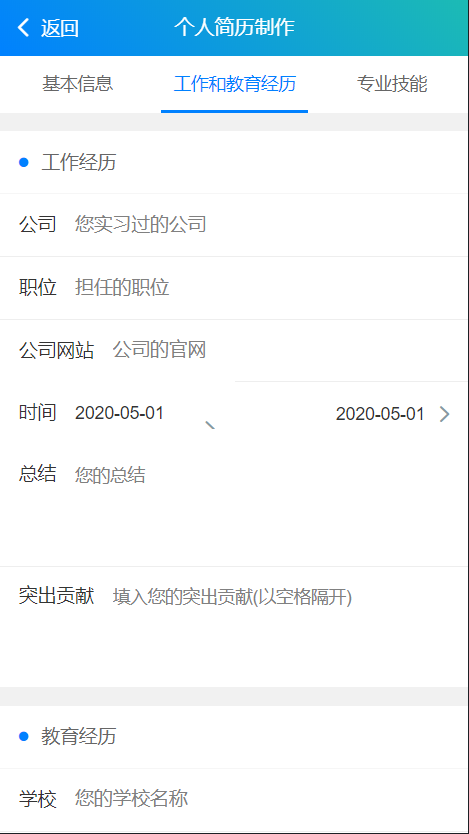 返回 个人简历制作
基本信息 工作和教育经历 专业技能
工作经历
公司 您实习过的公司
职位 担任的职位
公司网站 公司的官网
时间 2020-05-01 2020-05-01
总结 您的总结
突出贡献 填入您的突出贡献(以空格隔开)
教育经历
学校 您的学校名称